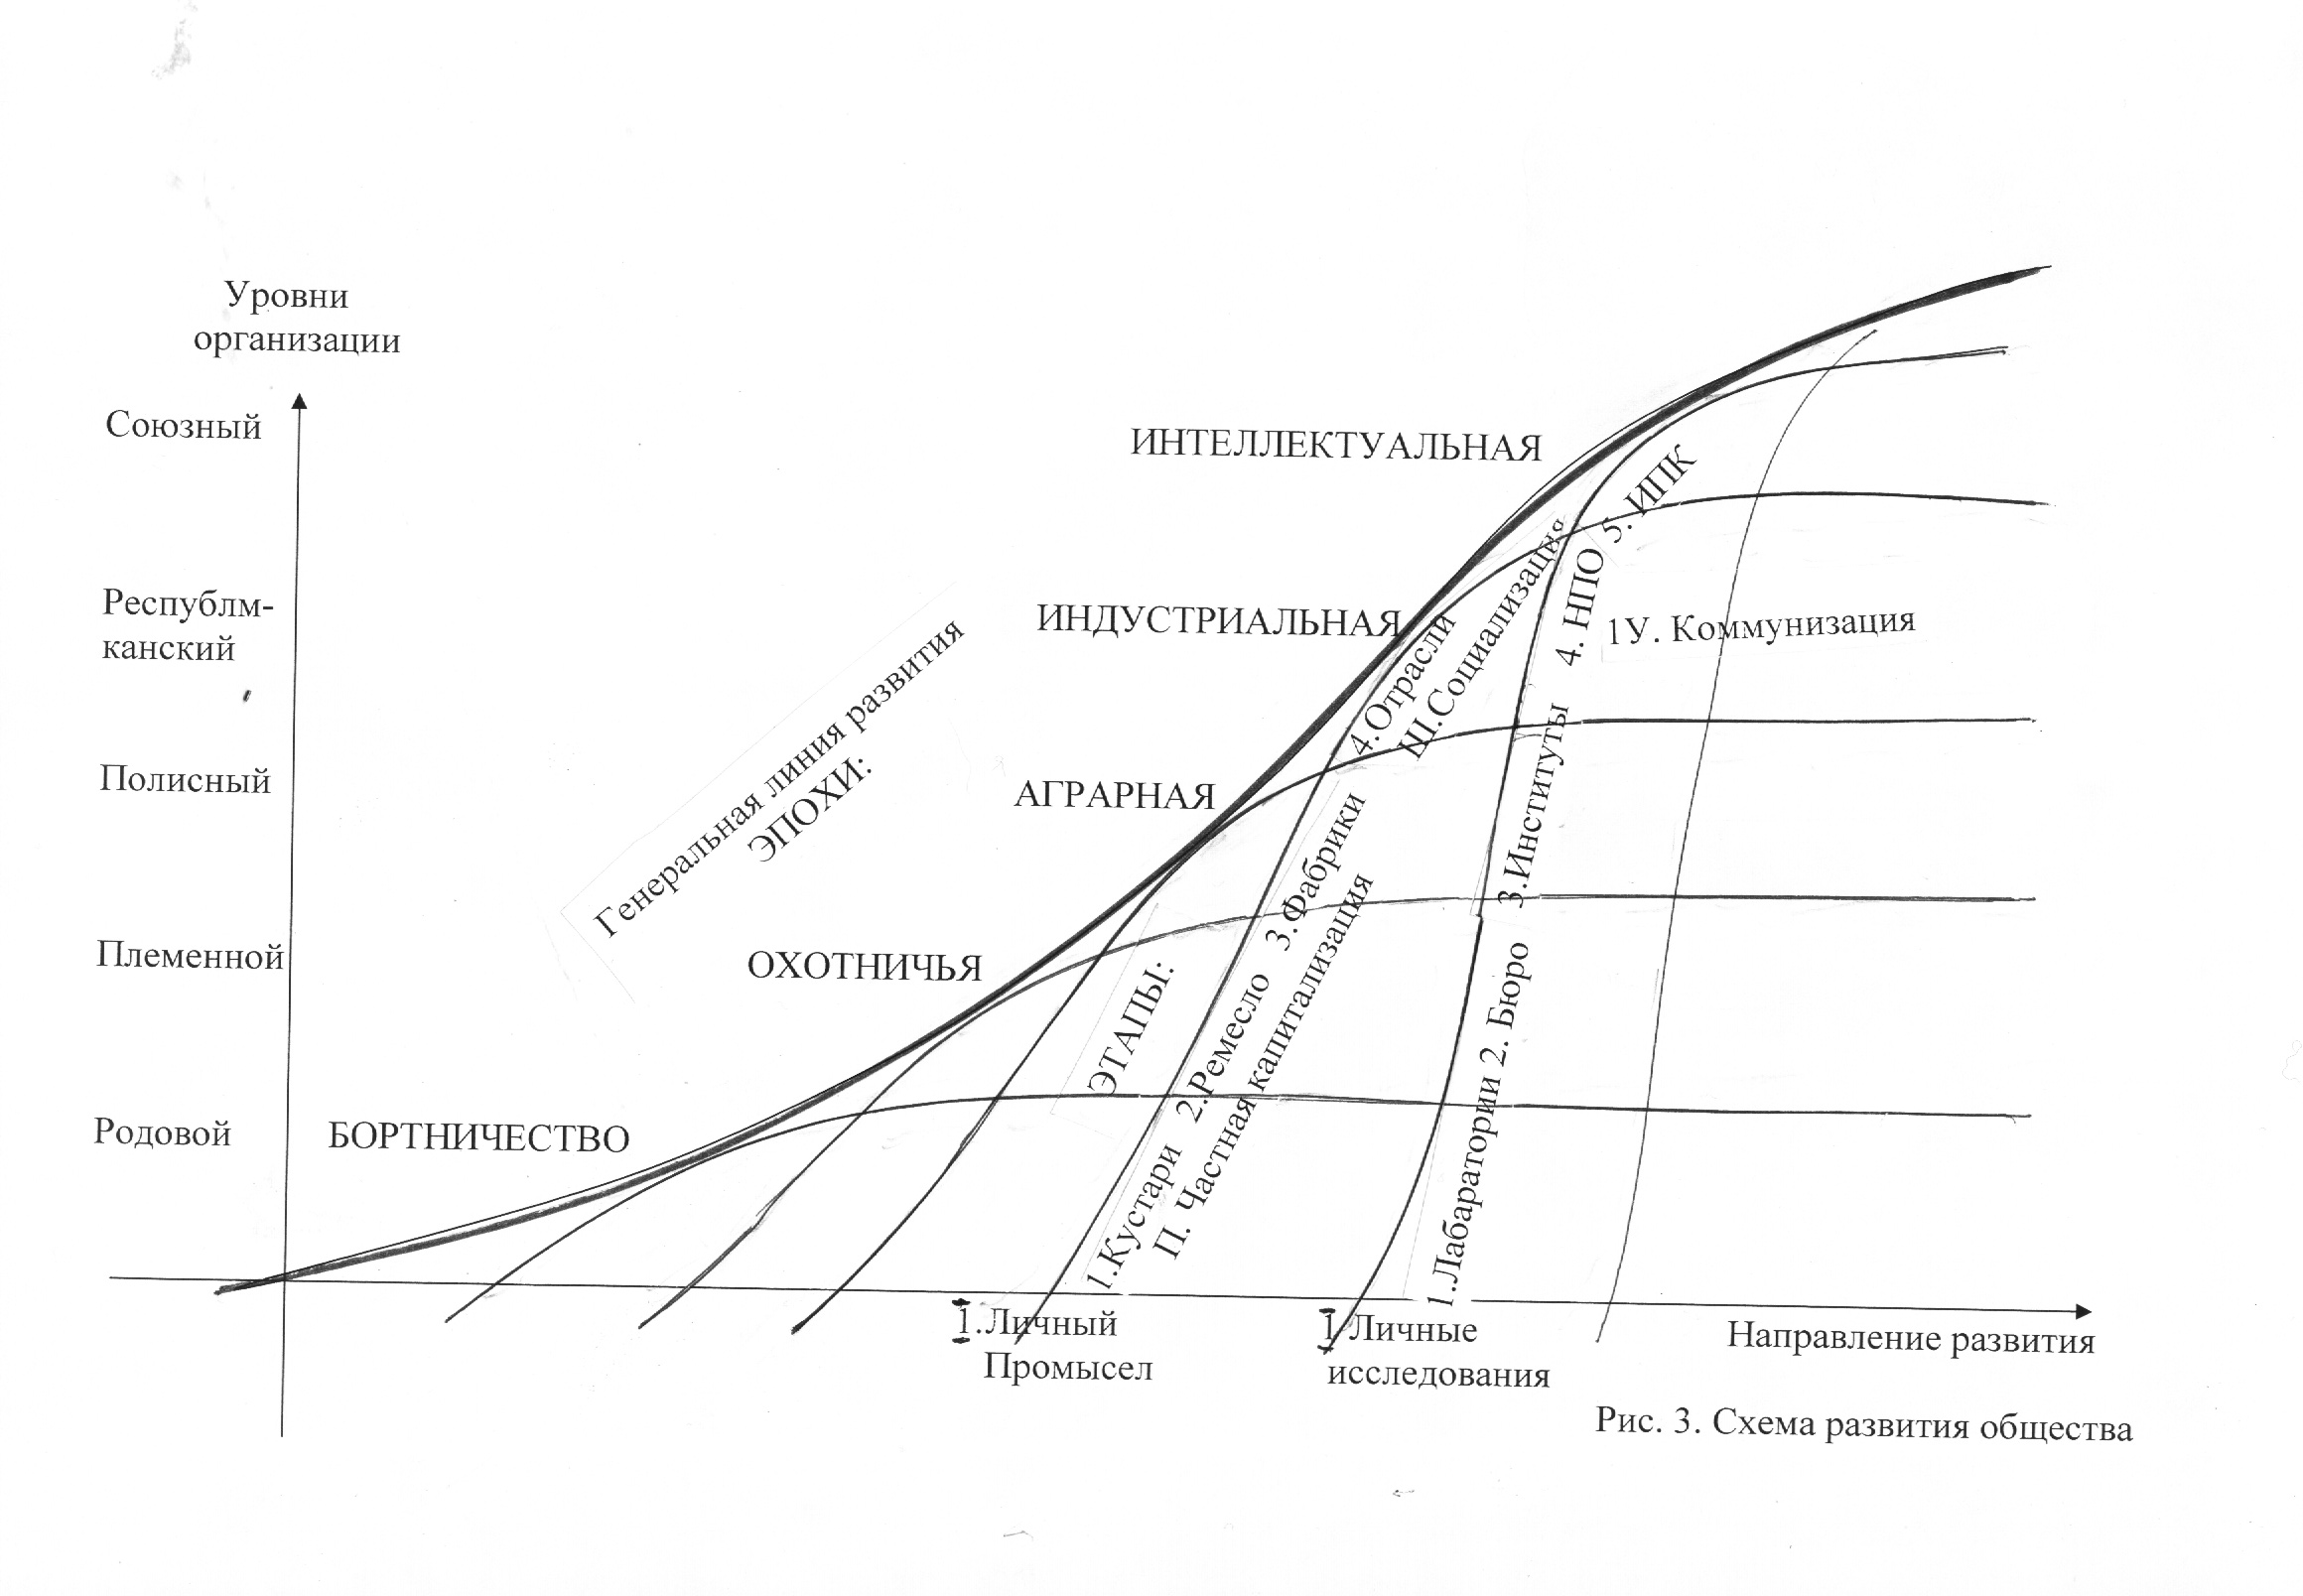 Уровни
организации
Союзный
ИНТЕЛЛЕКТУАЛЬНАЯ
Республм-
канский
ИНДУСТРИАЛЬНАЯ
Генеральная линия развития
ЭПОХИ:
Полисный
АГРАРНАЯ
Племенной
ОХОТНИЧЬЯ
Родовой
БОРТНИЧЕСТВО
ЭТАПЫ:
1.Кустари 2.Ремесло 3.Фабрики 4.Отрасли
П. Частная капитализация Ш.Социализация
1.Лабаратории 2. Бюро 3.Институты 4. НПО 5. ИПК
1У. Коммунизация
I.Личный
Промысел
I Личные
исследования
Направление развития
Рис. 3. Схема развития общества